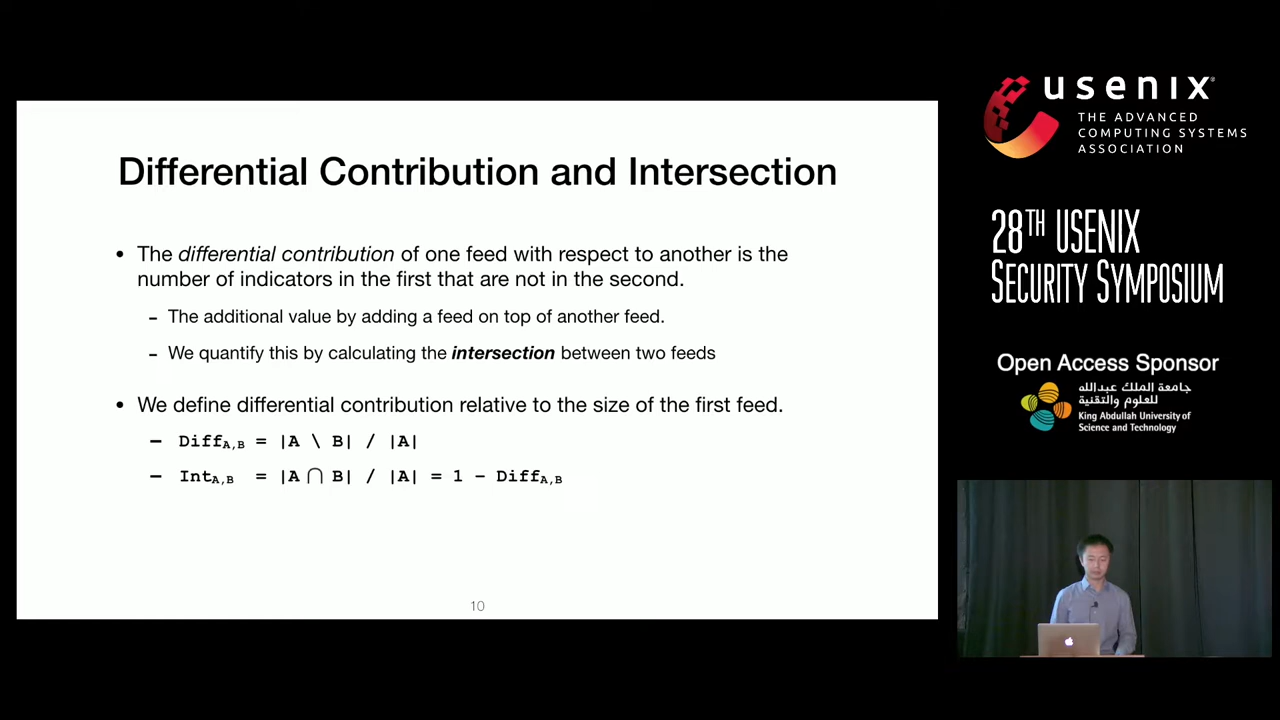 Differential Contribution and Intersection
• The differential contribution of one feed with respect to another is the
number of indicators in the first that are not in the second.
– The additional value by adding a feed on top of another feed.
– We quantify this by calculating the intersection between two feeds
• We define differential contribution relative to the size of the first feed.
– Diff_A,B = |A \ B| / |A|
– Int_A,B = |A ⋂ B| / |A| = 1 – Diff_A,B
10
usenix
THE ADVANCED
COMPUTING SYSTEMS
ASSOCIATION
28TH USENIX
SECURITY SYMPOSIUM
Open Access Sponsor
جامعة الملك عبدالله
للعلوم والتقنية
King Abdullah University of
Science and Technology